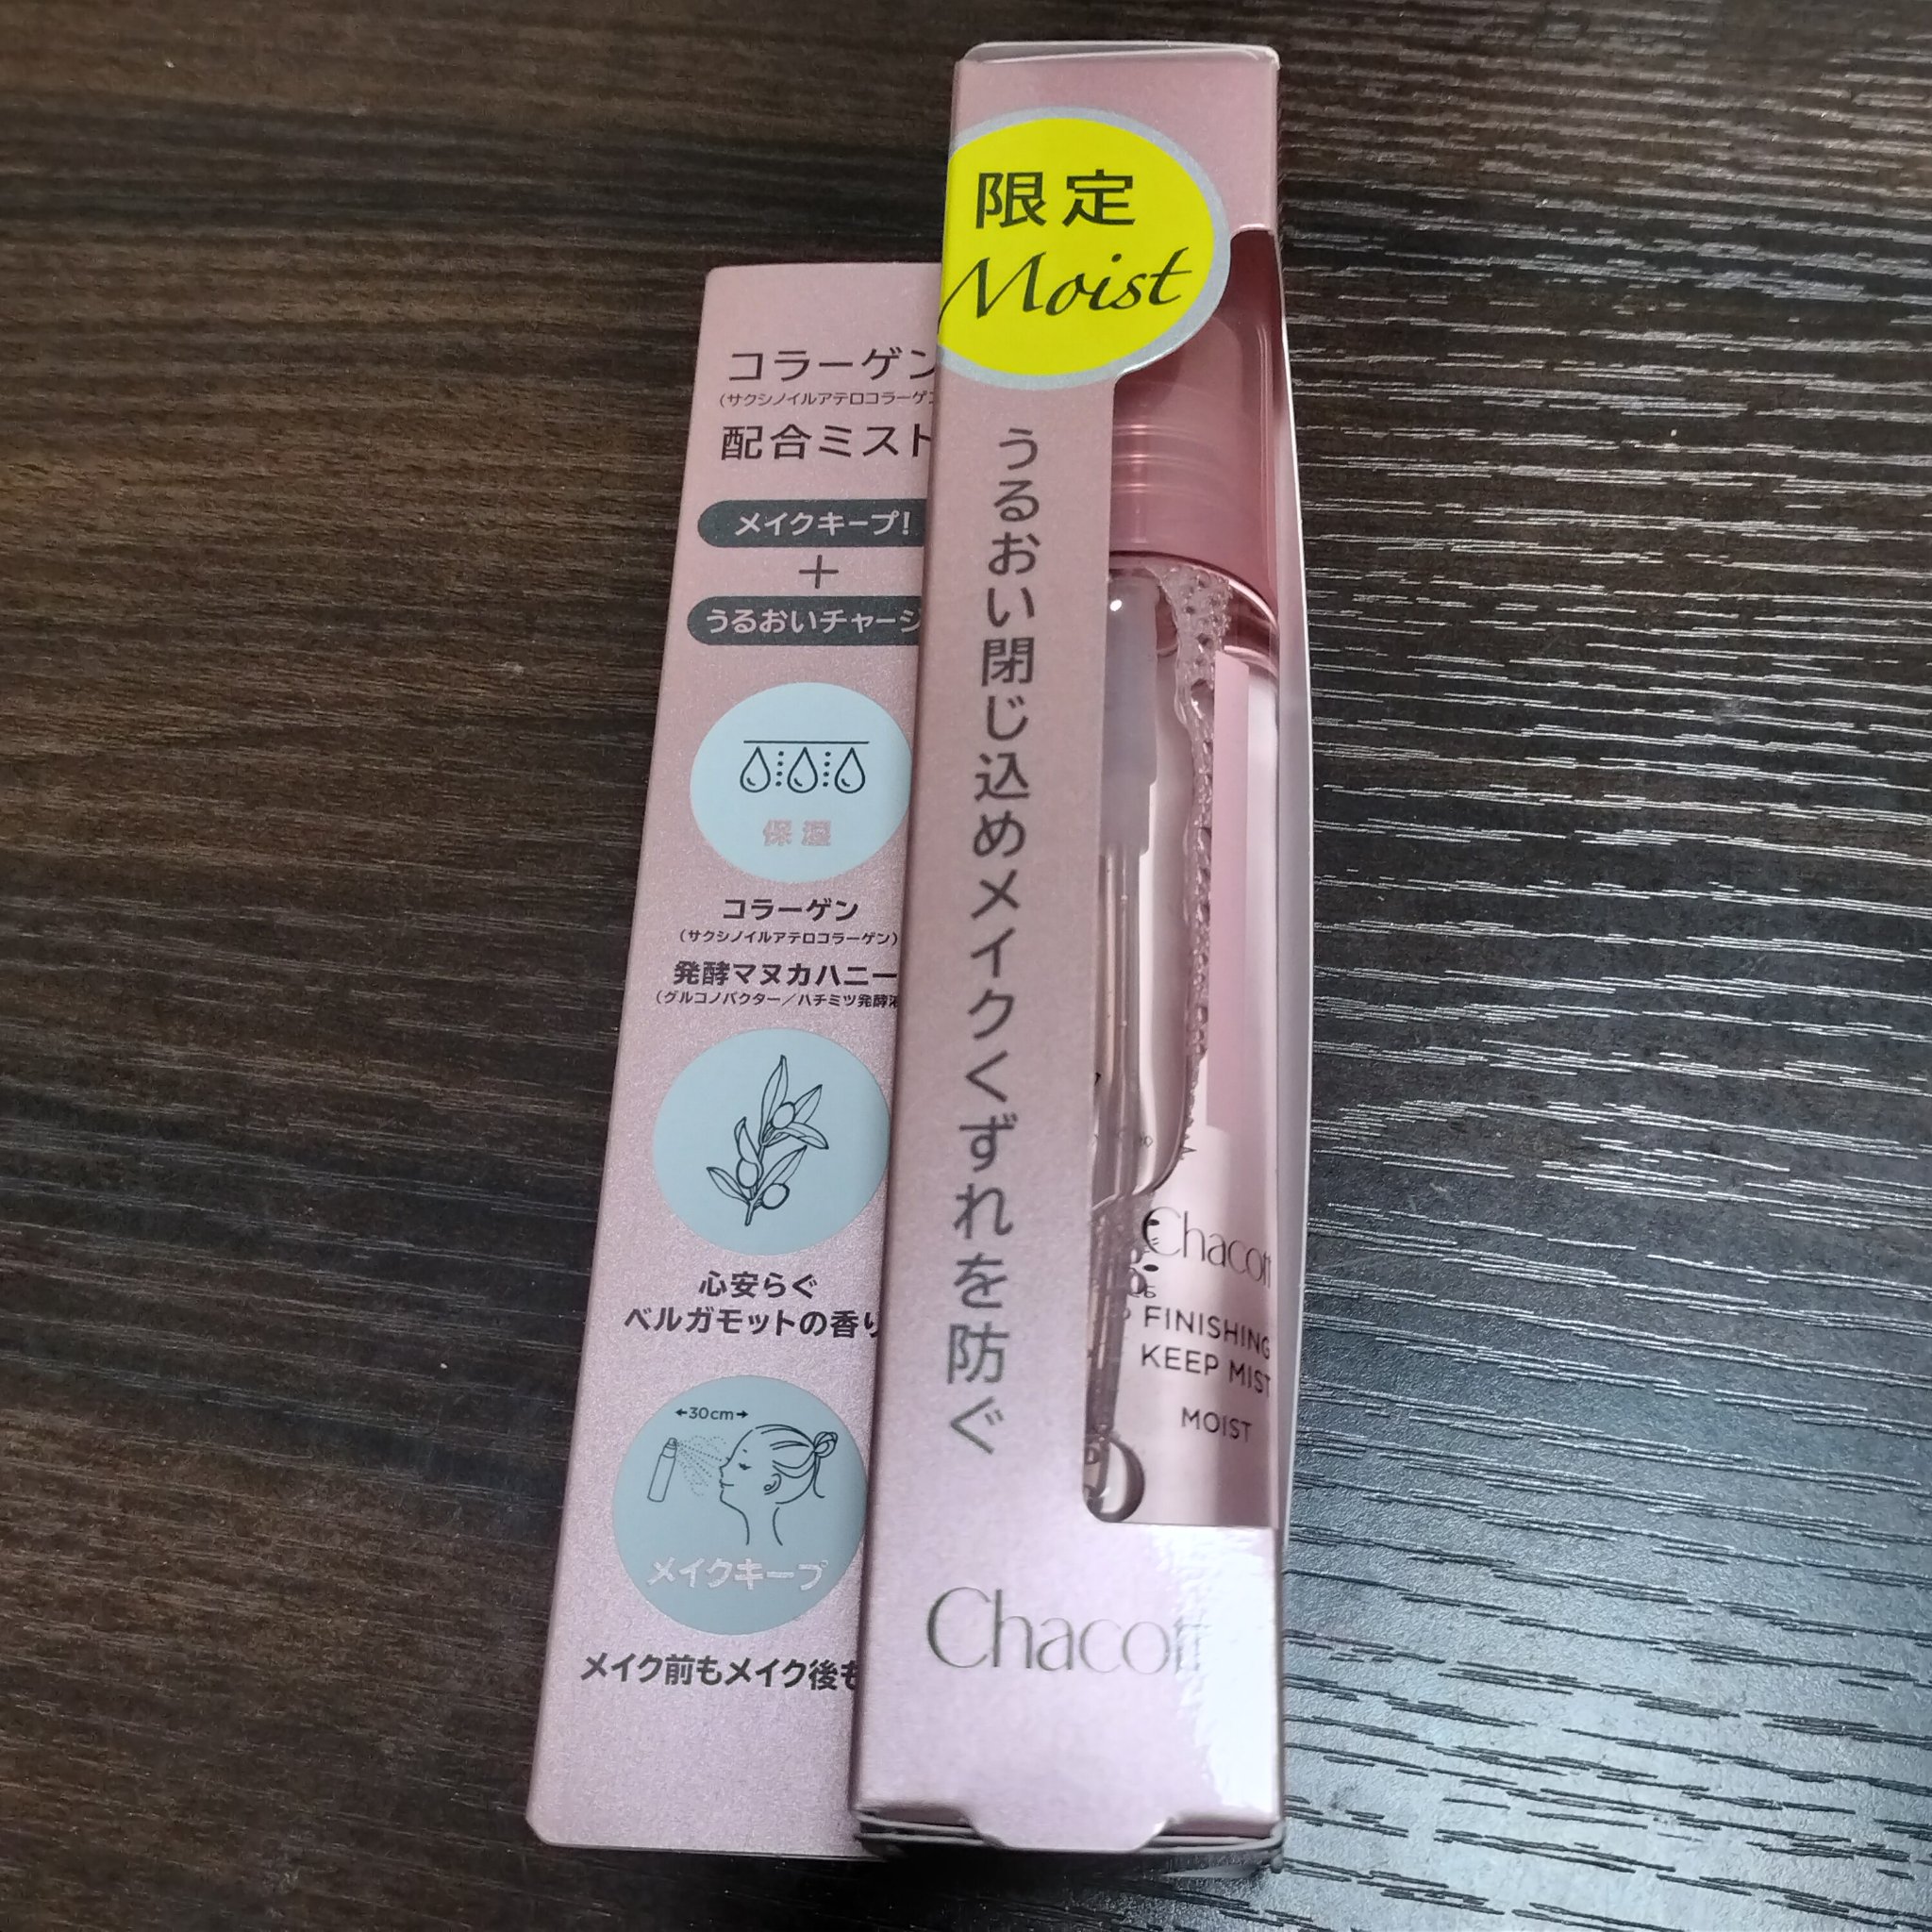 限定
Moist
うるおい閉じ込めメイクくずれを防ぐ
Chacott
コラーゲン
(サクシノイルアテロコラーゲン
配合ミスト
メイクキープ!
+
うるおいチャージ
保湿
コラーゲン
(サクシノイルアテロコラーゲン)
発酵マヌカハニー
(グルコノバクター/ハチミツ発酵液
心安らぐ
ベルガモットの香り
←30cm→
メイクキープ
メイク前もメイク後も
Chacott
FINISHING
KEEP MIST
MOIST